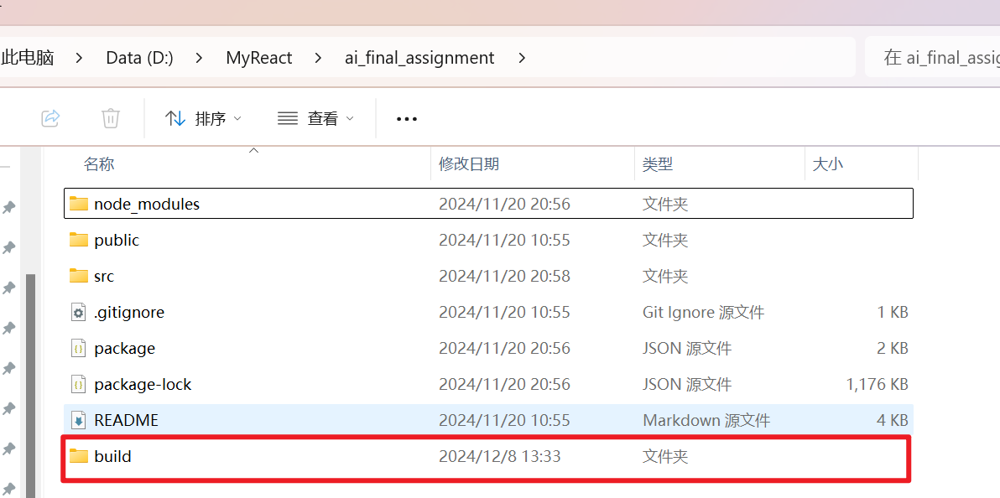 此电脑 > Data (D:) > MyReact > ai_final_assignment > 在 ai_final_assig
排序 查看 ...
名称 修改日期 类型 大小
node_modules 2024/11/20 20:56 文件夹
public 2024/11/20 10:55 文件夹
src 2024/11/20 20:58 文件夹
.gitignore 2024/11/20 10:55 Git Ignore 源文件 1 KB
package 2024/11/20 20:56 JSON 源文件 2 KB
package-lock 2024/11/20 20:56 JSON 源文件 1,176 KB
README 2024/11/20 10:55 Markdown 源文件 4 KB
build 2024/12/8 13:33 文件夹